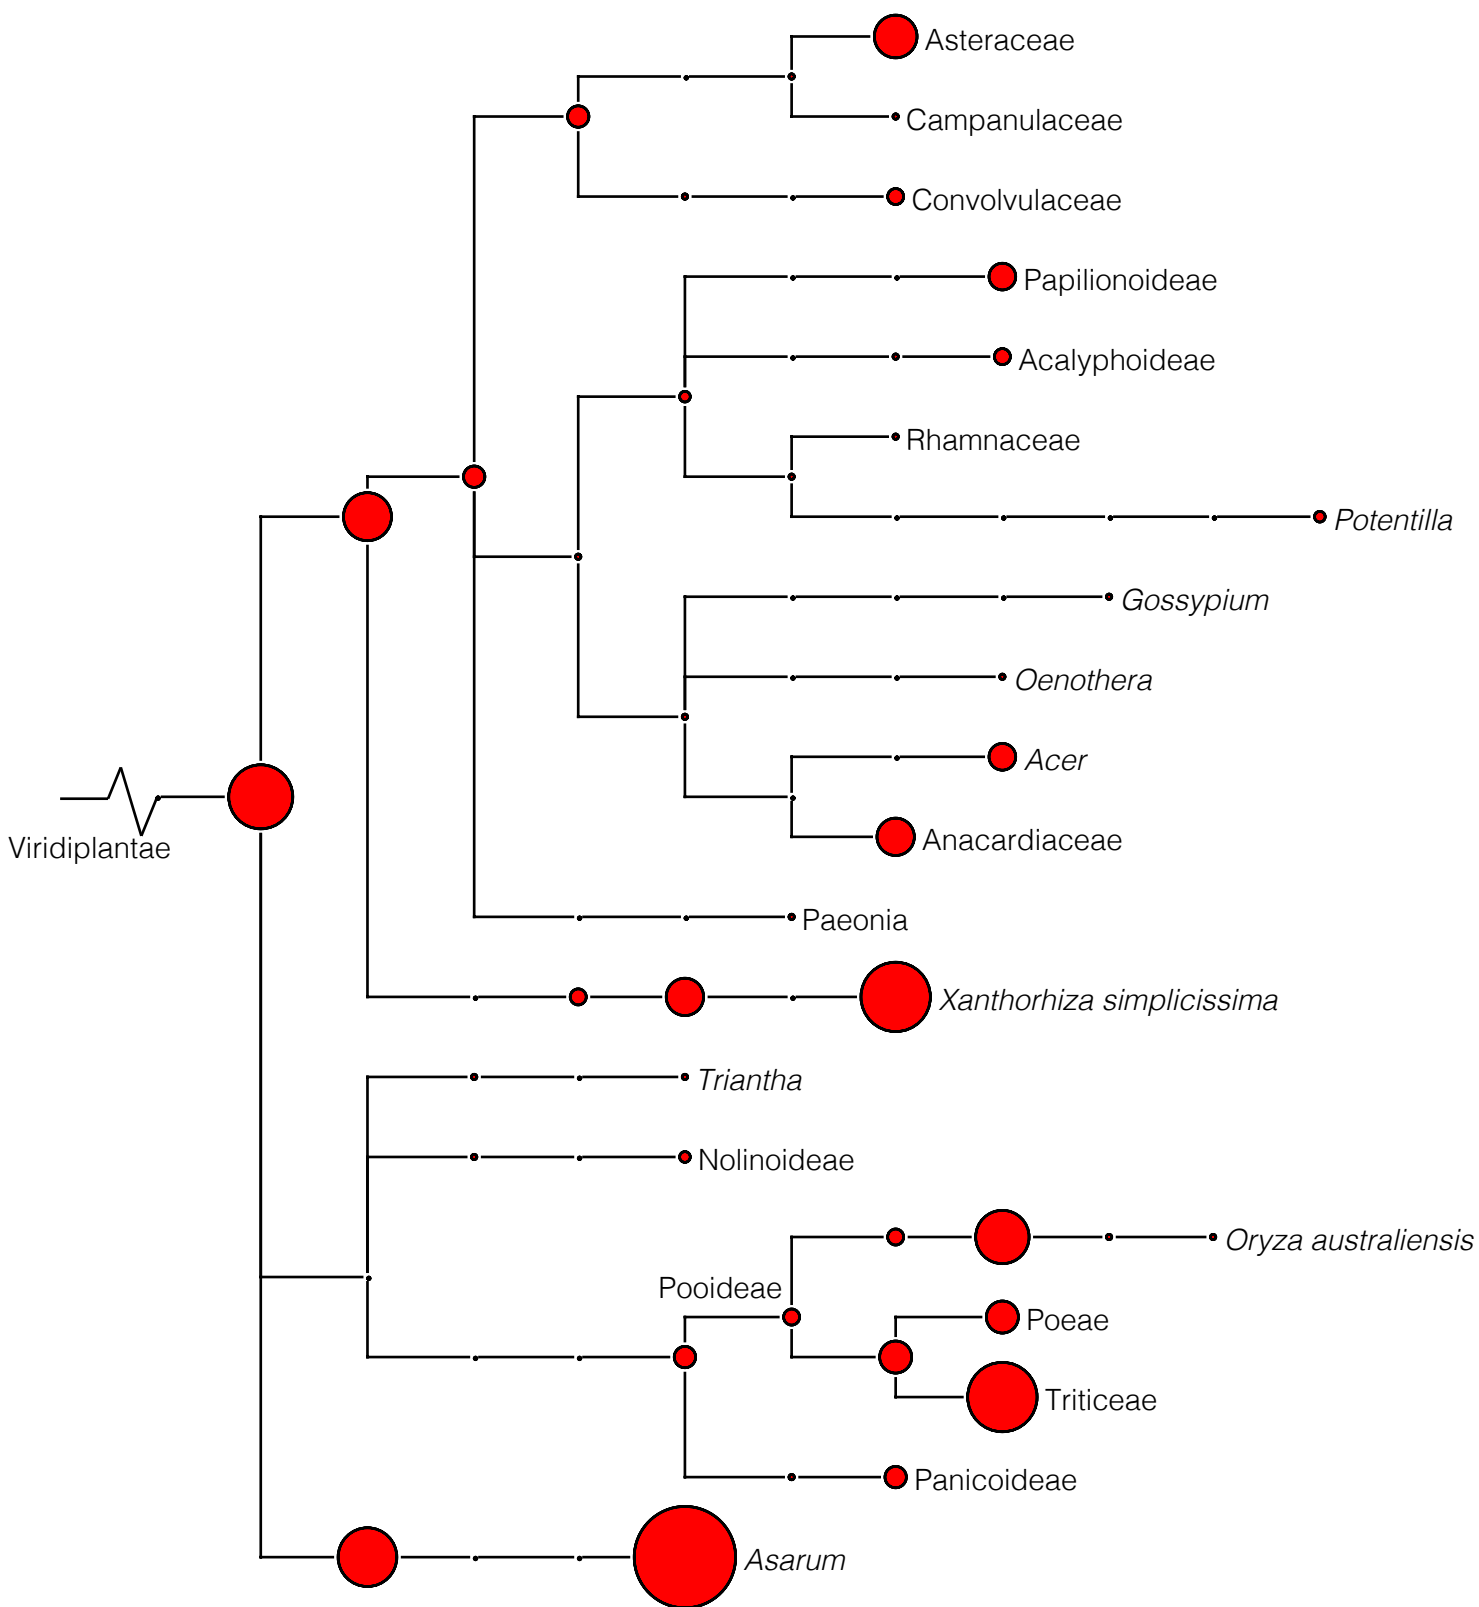 Asteraceae
Campanulaceae
Convolvulaceae
Papilionoideae
Acalyphoideae
Rhamnaceae
Potentilla
Gossypium
Oenothera
Acer
Viridiplantae
Anacardiaceae
Paeonia
Xanthorhiza simplicissima
Triantha
Nolinoideae
Oryza australiensis
Pooideae
Poeae
Triticeae
Panicoideae
Asarum